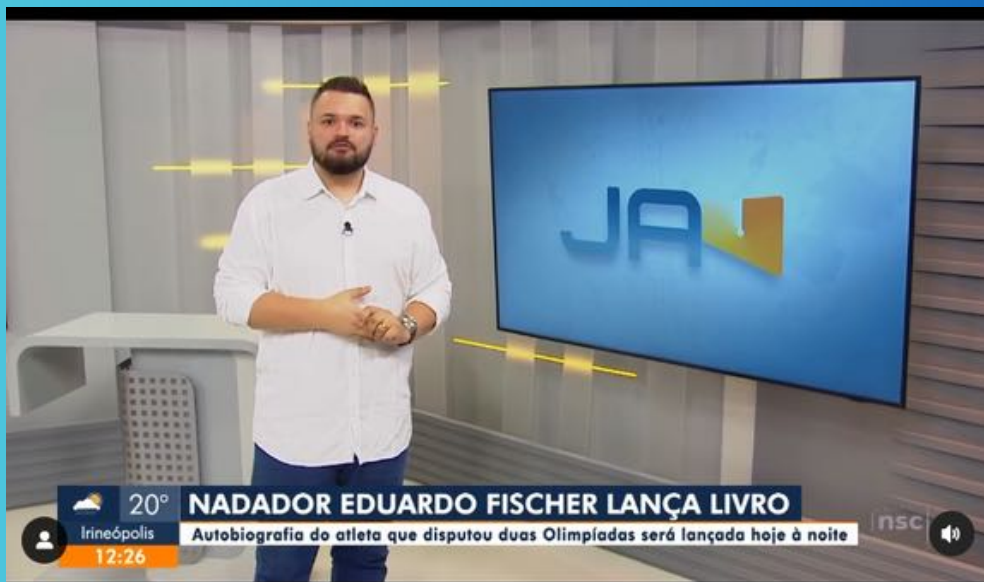 JA
20°
NADADOR EDUARDO FISCHER LANÇA LIVRO
Irineópolis
Autobiografia do atleta que disputou duas Olimpíadas será lançada hoje à noite
nsc
12:26